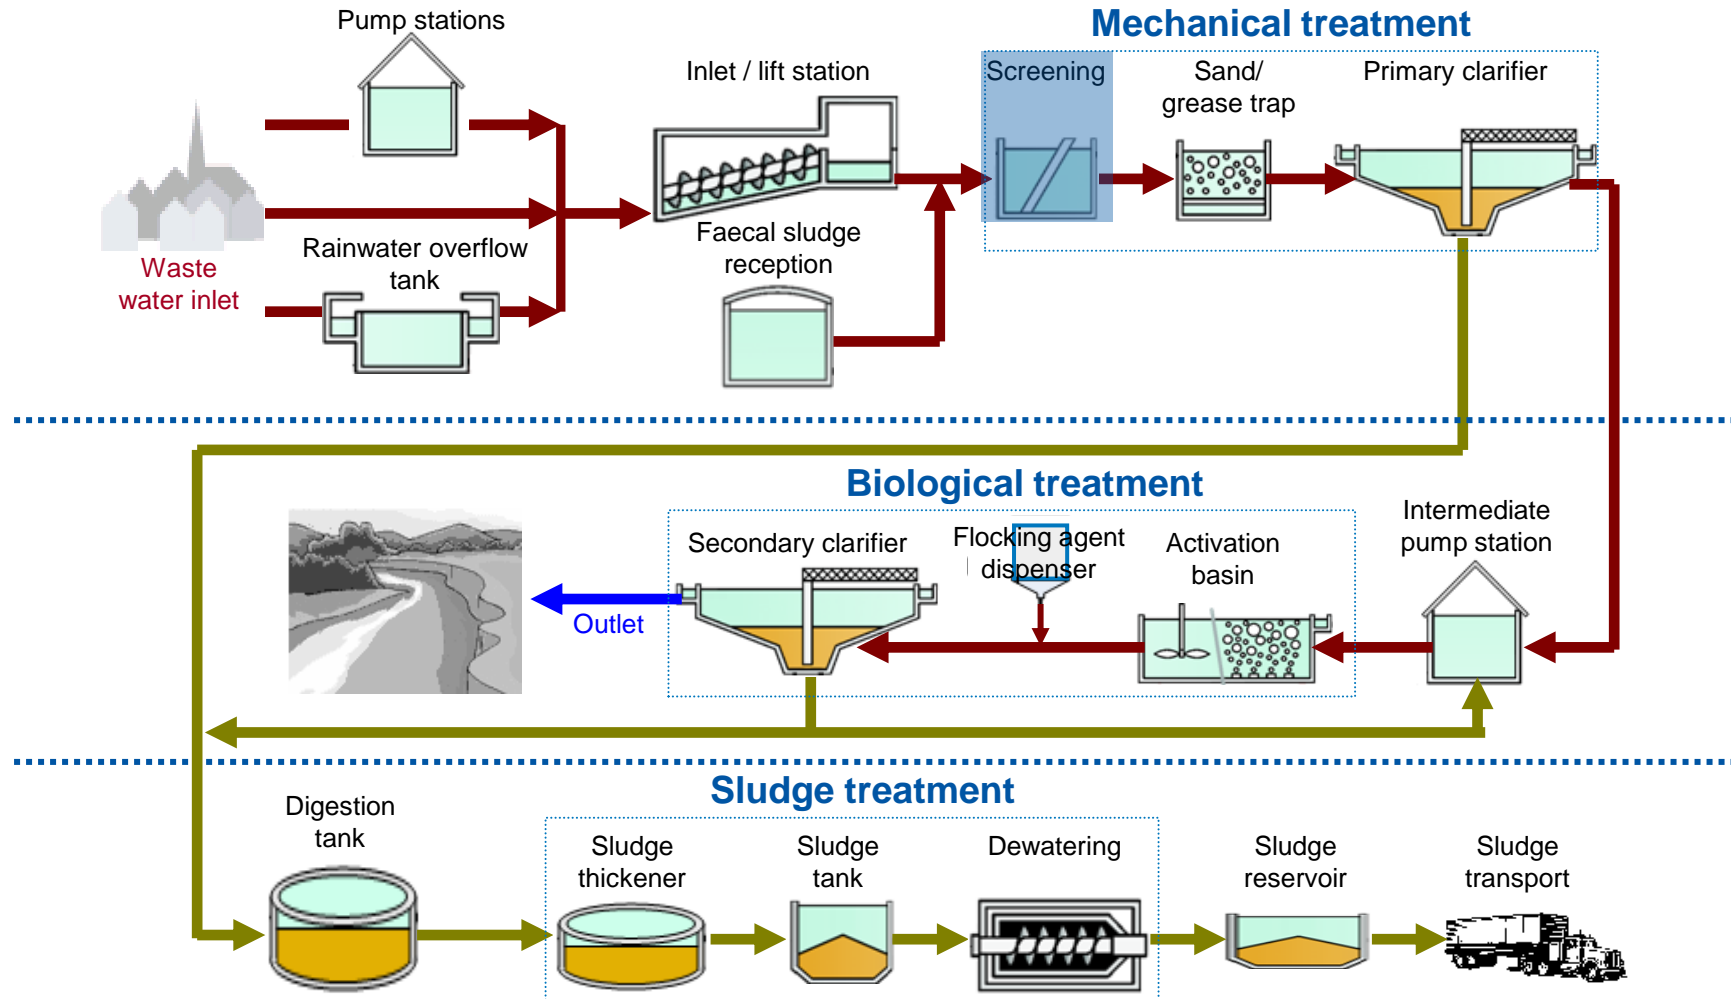 Pump stations
Mechanical treatment
Inlet / lift station
Screening
Sand/
grease trap
Primary clarifier
Waste
water inlet
Rainwater overflow
tank
Faecal sludge
reception
Biological treatment
Secondary clarifier
Flocking agent
dispenser
Activation
basin
Intermediate
pump station
Outlet
Sludge treatment
Digestion
tank
Sludge
thickener
Sludge
tank
Dewatering
Sludge
reservoir
Sludge
transport